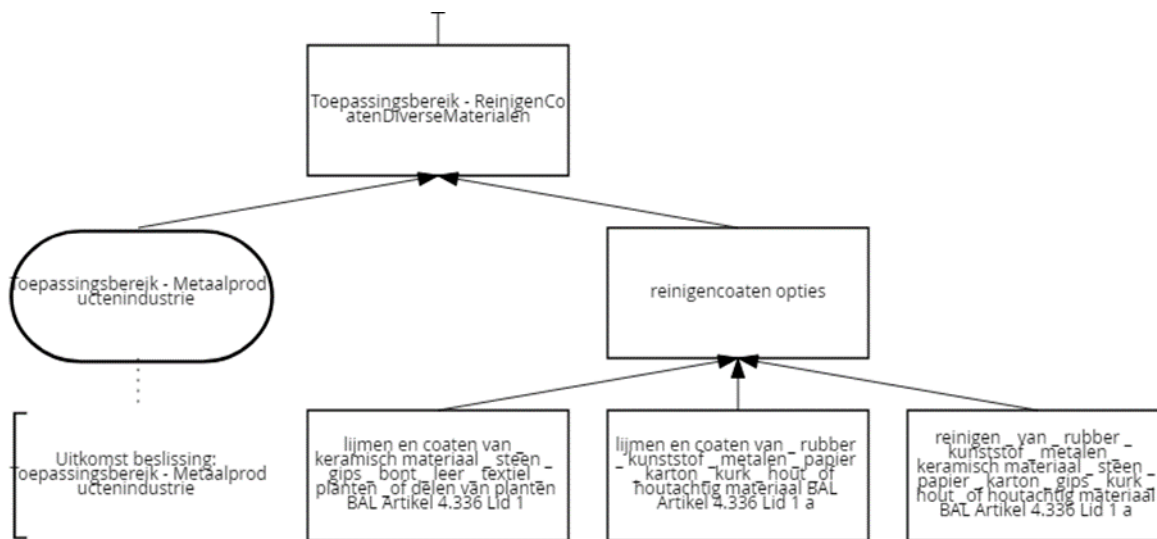 Toepassingsbereik - ReinigenCo
atenDiverseMaterialen
Toepassingsbereik - Metaalprod
uctenindustrie
reinigencoaten opties
Uitkomst beslissing:
Toepassingsbereik - Metaalprod
uctenindustrie
lijmen en coaten van _
keramisch materiaal _ steen _
gips _ bont _ leer _ textiel _
planten _ of delen van planten
BAL Artikel 4.336 Lid 1
lijmen en coaten van _ rubber
_ kunststof _ metalen _ papier
_ karton _ kurk _ hout _ of
houtachtig materiaal BAL
Artikel 4.336 Lid 1 a
reinigen _ van _ rubber _
kunststof _ metalen _
keramisch materiaal _ steen _
papier _ karton _ gips _ kurk _
hout _ of houtachtig materiaal
BAL Artikel 4.336 Lid 1 a